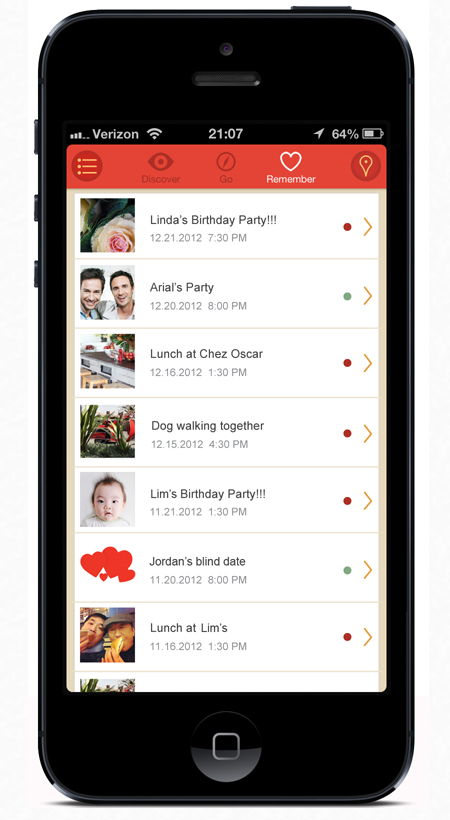 Verizon 21:07 64%
Discover Go Remember
Linda's Birthday Party!!!
12.21.2012 7:30 PM
Arial's Party
12.20.2012 8:00 PM
Lunch at Chez Oscar
12.16.2012 1:30 PM
Dog walking together
12.15.2012 4:30 PM
Lim's Birthday Party!!!
11.21.2012 1:30 PM
Jordan's blind date
11.20.2012 8:00 PM
Lunch at Lim's
11.16.2012 1:30 PM